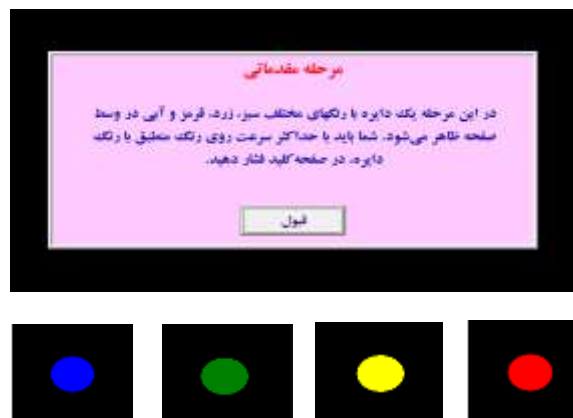 مرحله مقدماتی
در این مرحله یک دایره با رنگهای مختلف سبز، زرد، قرمز و آبی در وسط
صفحه ظاهر می‌شود. شما باید با حداکثر سرعت روی رنگ منطبق با رنگ
دایره، در صفحه کلید فشار دهید.
قبول